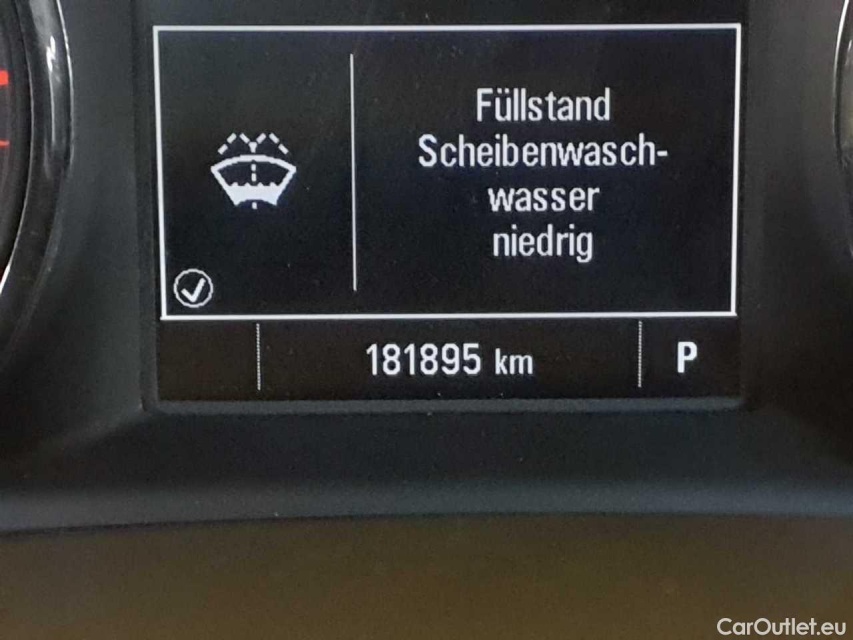 Füllstand
Scheibenwasch-
wasser
niedrig
181895 km
P
CarOutlet.eu